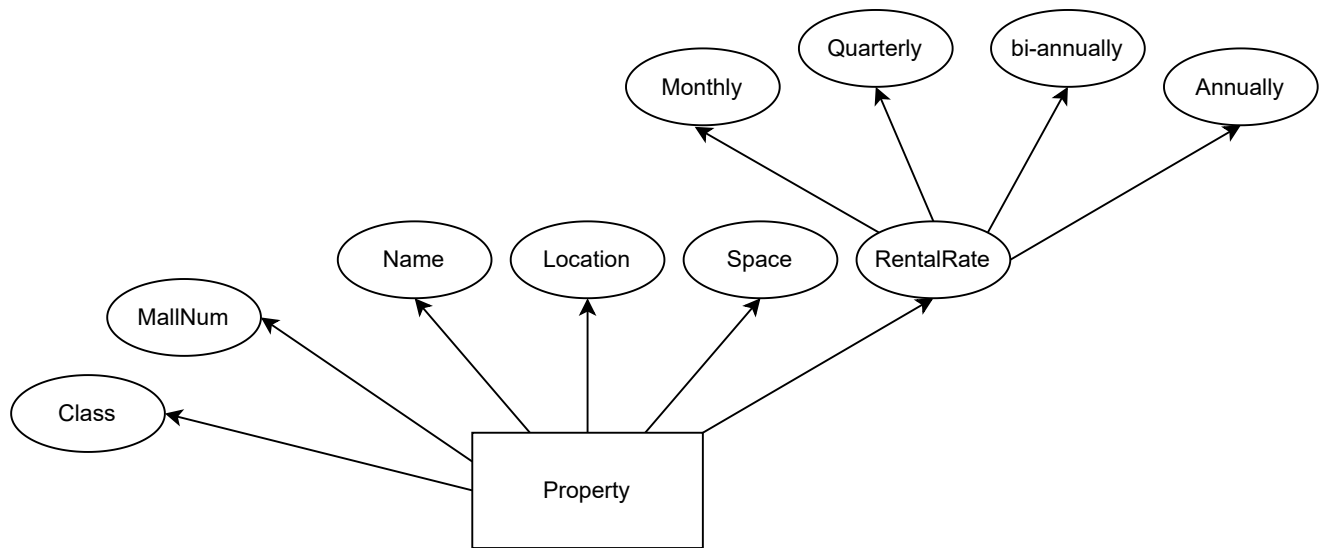 Quarterly
bi-annually
Monthly
Annually
Name
Location
Space
RentalRate
MallNum
Class
Property